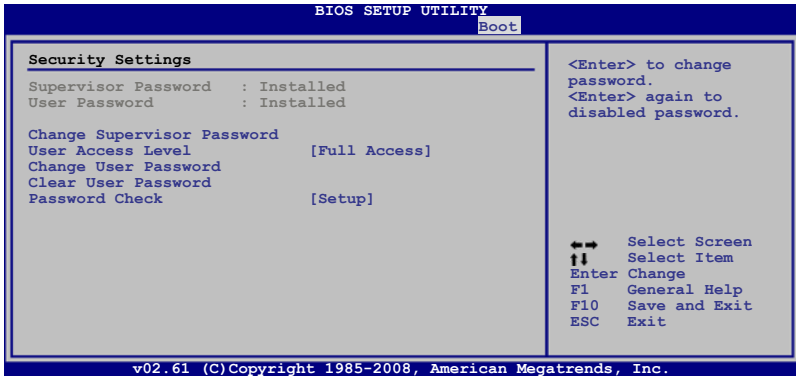 BIOS SETUP UTILITY
Boot
Security Settings
Supervisor Password : Installed
User Password : Installed
Change Supervisor Password
User Access Level [Full Access]
Change User Password
Clear User Password
Password Check [Setup]
<Enter> to change
password.
<Enter> again to
disabled password.
Select Screen
Select Item
Enter Change
F1 General Help
F10 Save and Exit
ESC Exit
v02.61 (C)Copyright 1985-2008, American Megatrends, Inc.